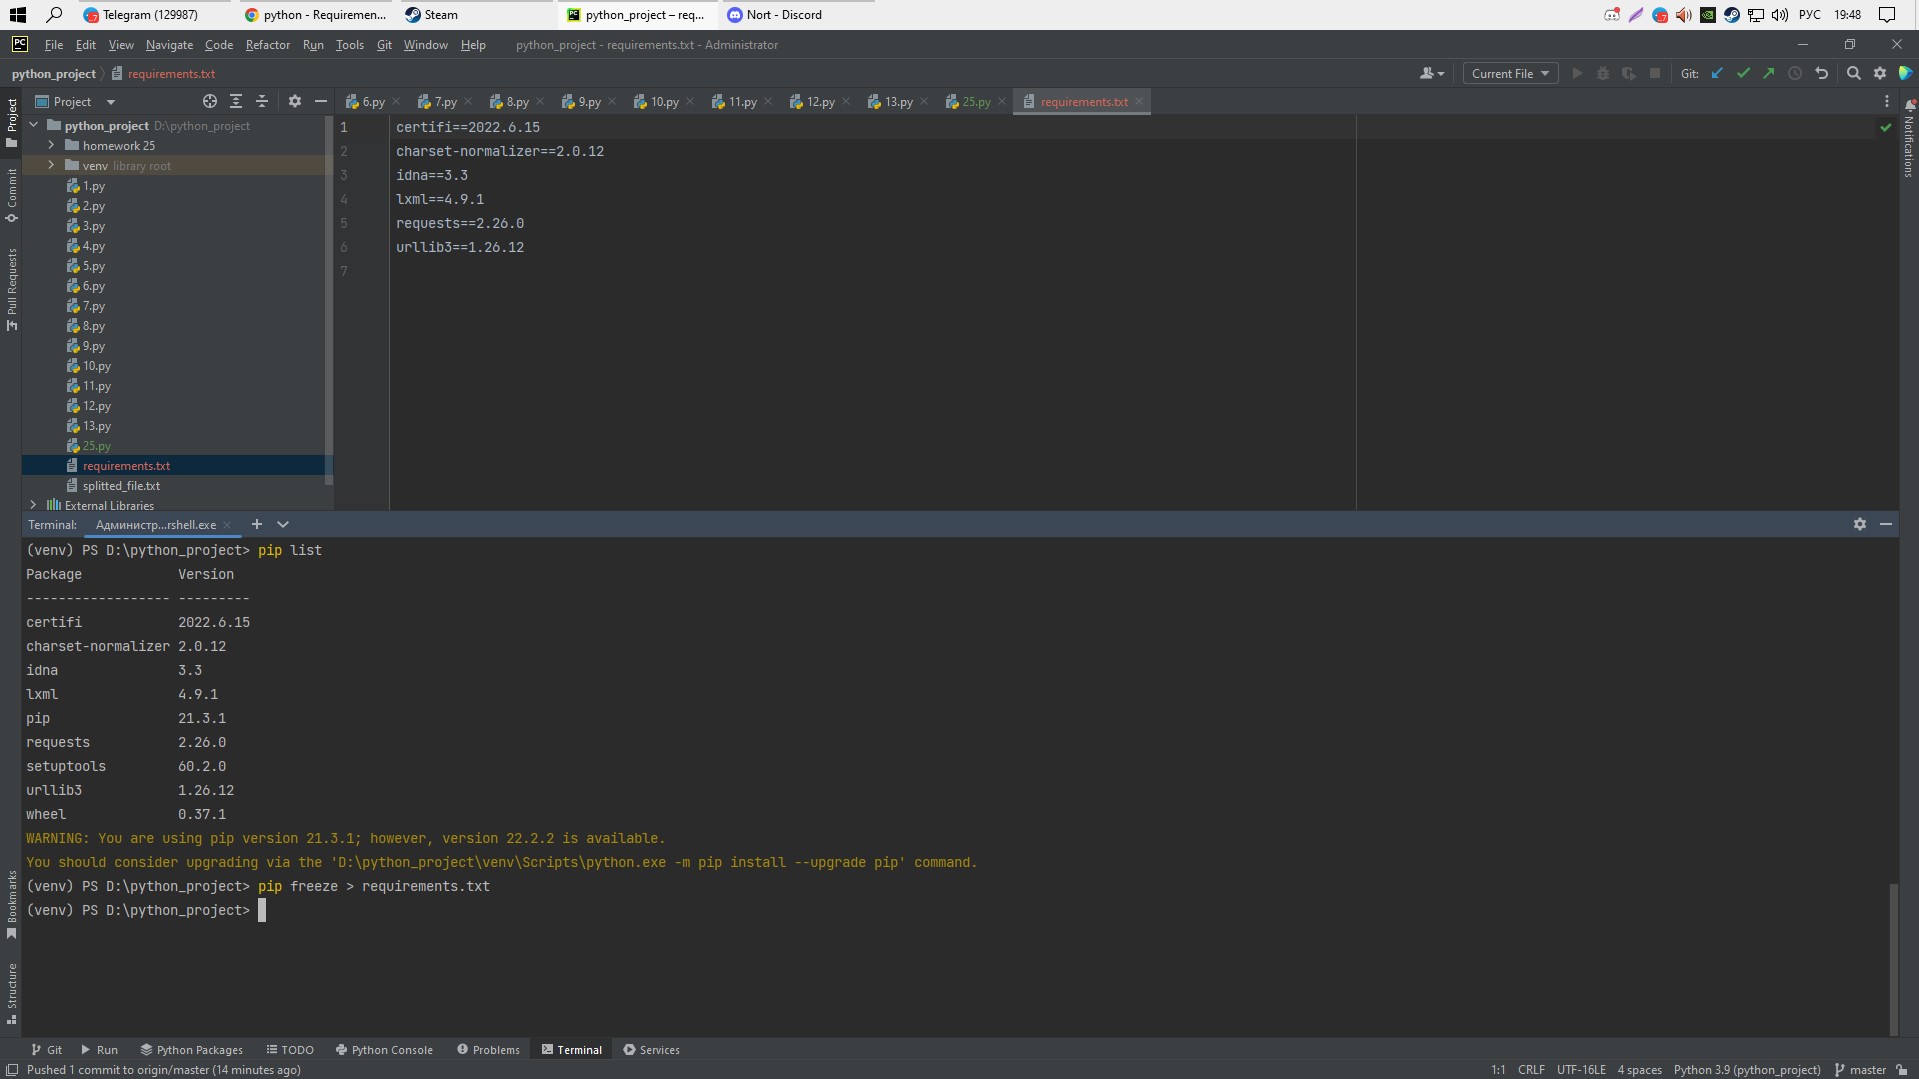 Telegram (129987)
python - Requiremen...
Steam
python_project – req...
Nort - Discord
РУС
19:48
PC
File Edit View Navigate Code Refactor Run Tools Git Window Help
python_project - requirements.txt - Administrator
python_project
requirements.txt
Current File
Git:
Project
6.py
7.py
8.py
9.py
10.py
11.py
12.py
13.py
25.py
requirements.txt
Project
Commit
Pull Requests
Bookmarks
Structure
Notifications
python_project D:\python_project
homework 25
venv library root
1.py
2.py
3.py
4.py
5.py
6.py
7.py
8.py
9.py
10.py
11.py
12.py
13.py
25.py
requirements.txt
splitted_file.txt
External Libraries
1 certifi==2022.6.15
2 charset-normalizer==2.0.12
3 idna==3.3
4 lxml==4.9.1
5 requests==2.26.0
6 urllib3==1.26.12
7
Terminal: Администр...rshell.exe
(venv) PS D:\python_project> pip list
Package Version
------------------ ---------
certifi 2022.6.15
charset-normalizer 2.0.12
idna 3.3
lxml 4.9.1
pip 21.3.1
requests 2.26.0
setuptools 60.2.0
urllib3 1.26.12
wheel 0.37.1
WARNING: You are using pip version 21.3.1; however, version 22.2.2 is available.
You should consider upgrading via the 'D:\python_project\venv\Scripts\python.exe -m pip install --upgrade pip' command.
(venv) PS D:\python_project> pip freeze > requirements.txt
(venv) PS D:\python_project>
Git
Run
Python Packages
TODO
Python Console
Problems
Terminal
Services
Pushed 1 commit to origin/master (14 minutes ago)
1:1 CRLF UTF-16LE 4 spaces Python 3.9 (python_project) master